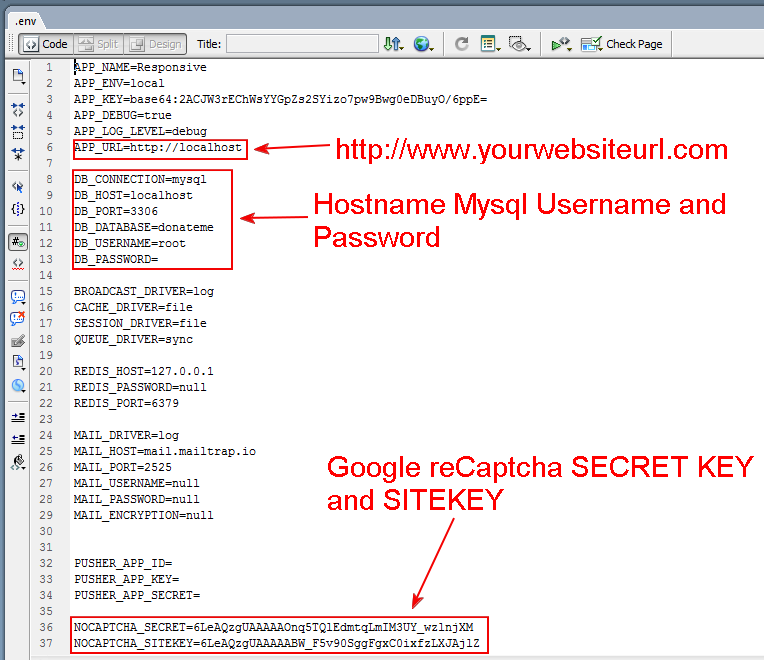 .env
Code Split Design Title: Check Page
1 APP_NAME=Responsive
2 APP_ENV=local
3 APP_KEY=base64:2ACJW3rEChWsYYGpZs2SYizo7pw9Bwg0eDBuyO/6ppE=
4 APP_DEBUG=true
5 APP_LOG_LEVEL=debug
6 APP_URL=http://localhost
http://www.yourwebsiteurl.com
7
8 DB_CONNECTION=mysql
9 DB_HOST=localhost
10 DB_PORT=3306
11 DB_DATABASE=donateme
12 DB_USERNAME=root
13 DB_PASSWORD=
Hostname Mysql Username and
Password
14
15 BROADCAST_DRIVER=log
16 CACHE_DRIVER=file
17 SESSION_DRIVER=file
18 QUEUE_DRIVER=sync
19
20 REDIS_HOST=127.0.0.1
21 REDIS_PASSWORD=null
22 REDIS_PORT=6379
23
24 MAIL_DRIVER=log
25 MAIL_HOST=mail.mailtrap.io
26 MAIL_PORT=2525
27 MAIL_USERNAME=null
28 MAIL_PASSWORD=null
29 MAIL_ENCRYPTION=null
Google reCaptcha SECRET KEY
and SITEKEY
30
31
32 PUSHER_APP_ID=
33 PUSHER_APP_KEY=
34 PUSHER_APP_SECRET=
35
36 NOCAPTCHA_SECRET=6LeAQzgUAAAAAOnq5TQlEdmtgLmIM3UY_wzlnjXM
37 NOCAPTCHA_SITEKEY=6LeAQzgUAAAAABW_F5v90SggFgxC0ixfzLXJAjlZ